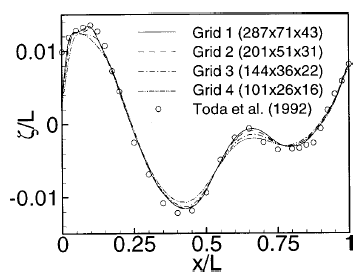 0.01
0
-0.01
ζ/L
Grid 1 (287x71x43)
Grid 2 (201x51x31)
Grid 3 (144x36x22)
Grid 4 (101x26x16)
Toda et al. (1992)
0 0.25 0.5 0.75 1
x/L